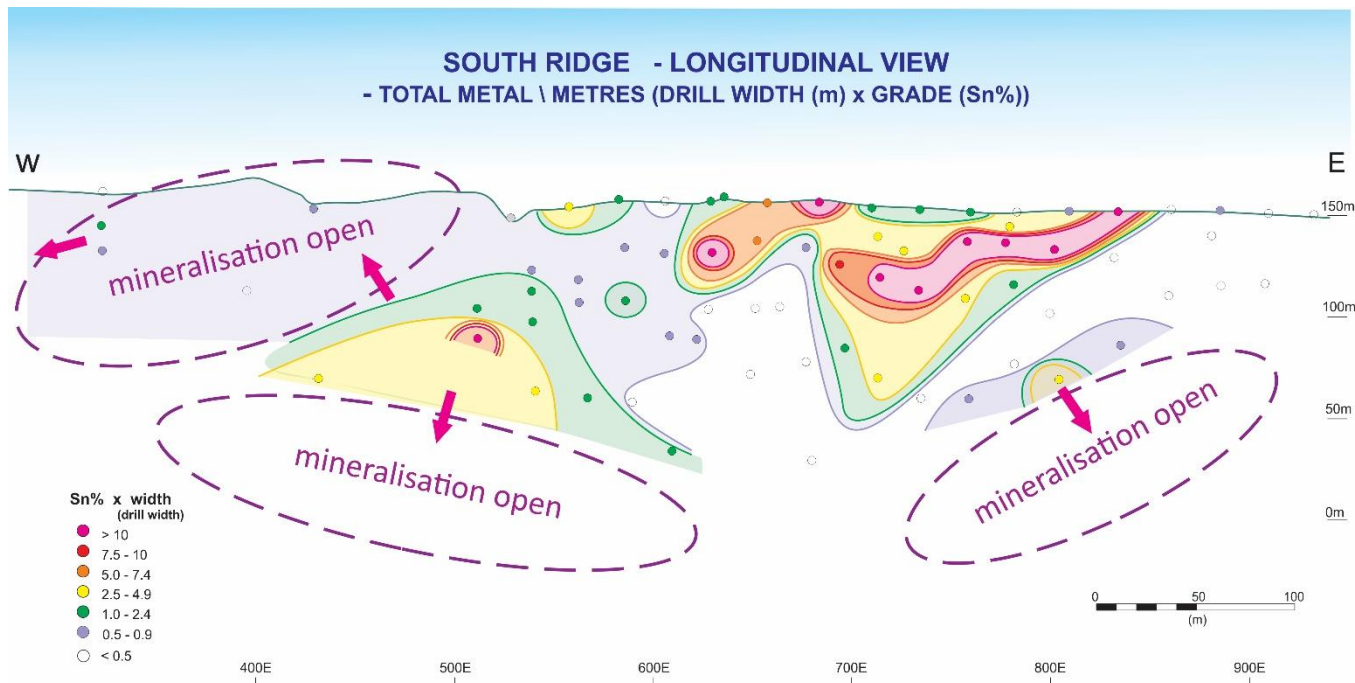 SOUTH RIDGE - LONGITUDINAL VIEW
- TOTAL METAL \ METRES (DRILL WIDTH (m) x GRADE (Sn%))
W
E
mineralisation open
150m
100m
50m
0m
mineralisation open
mineralisation open
Sn% x width
(drill width)
> 10
7.5 - 10
5.0 - 7.4
2.5 - 4.9
1.0 - 2.4
0.5 - 0.9
< 0.5
0 50 100
(m)
400E 500E 600E 700E 800E 900E